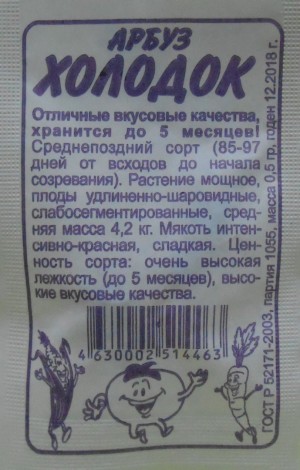 АРБУЗ
ХОЛОДОК
Отличные вкусовые качества,
хранится до 5 месяцев!
Среднепоздний сорт (85-97
дней от всходов до начала
созревания). Растение мощное,
плоды удлиненно-шаровидные,
слабосегментированные, сред-
няя масса 4,2 кг. Мякоть интен-
сивно-красная, сладкая. Цен-
ность сорта: очень высокая
лежкость (до 5 месяцев), высо-
кие вкусовые качества.
4 630002 514463
ГОСТ Р 52171-2003, партия 1055, масса 0,5 гр, годен 12.2018 г.